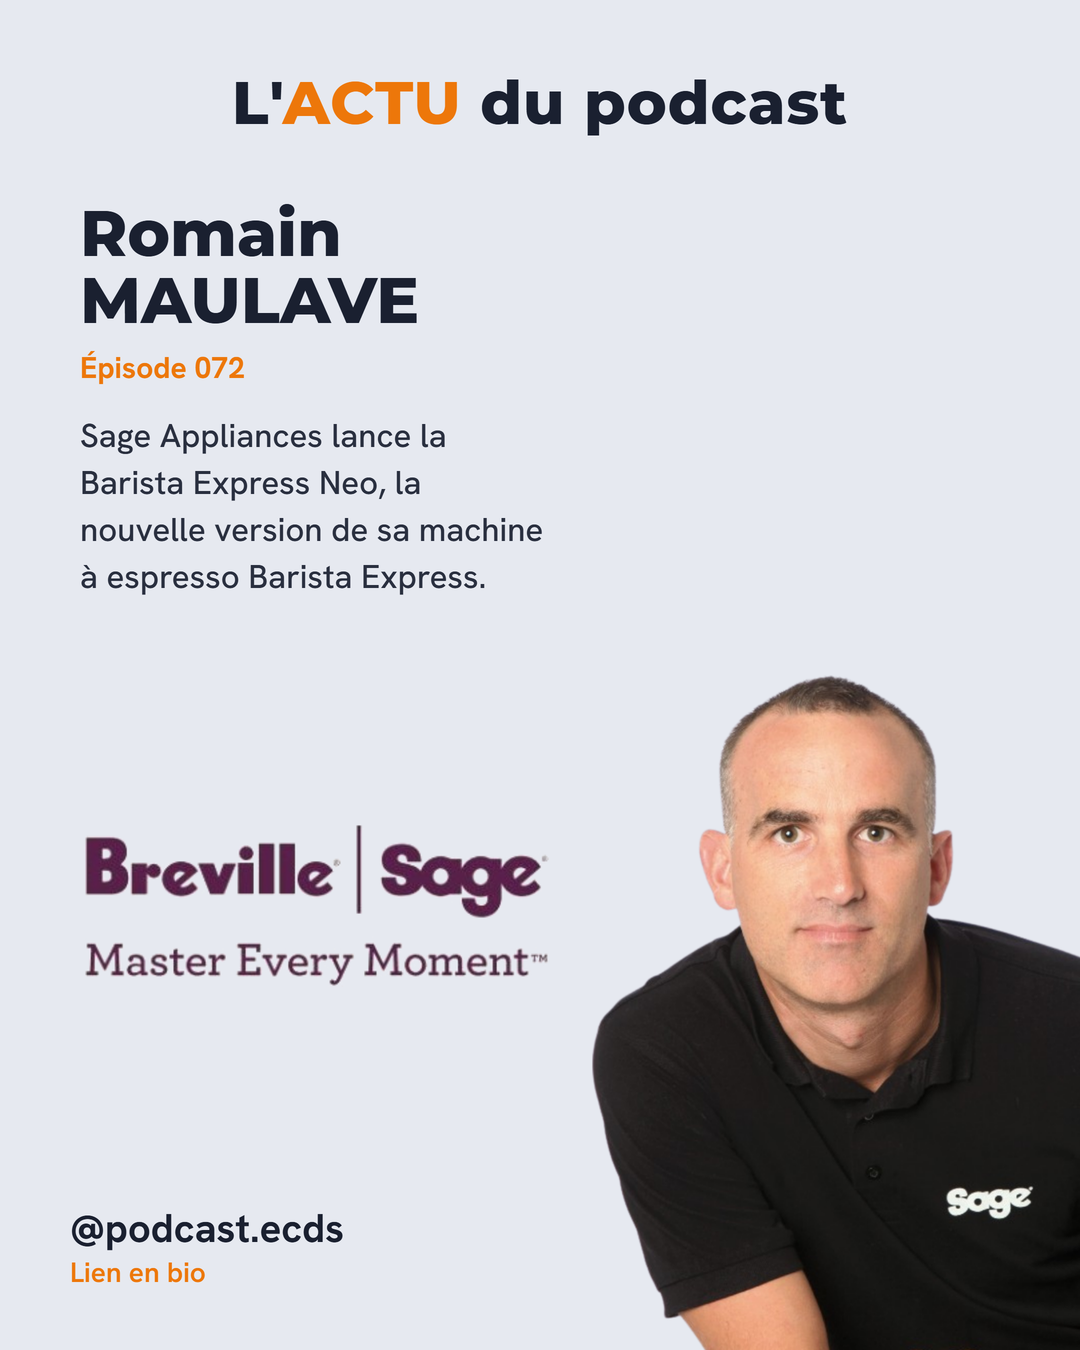 L'ACTU du podcast
Romain
MAULAVE
Épisode 072
Sage Appliances lance la
Barista Express Neo, la
nouvelle version de sa machine
à espresso Barista Express.
Breville® | Sage®
Master Every Moment™
Sage®
@podcast.ecds
Lien en bio